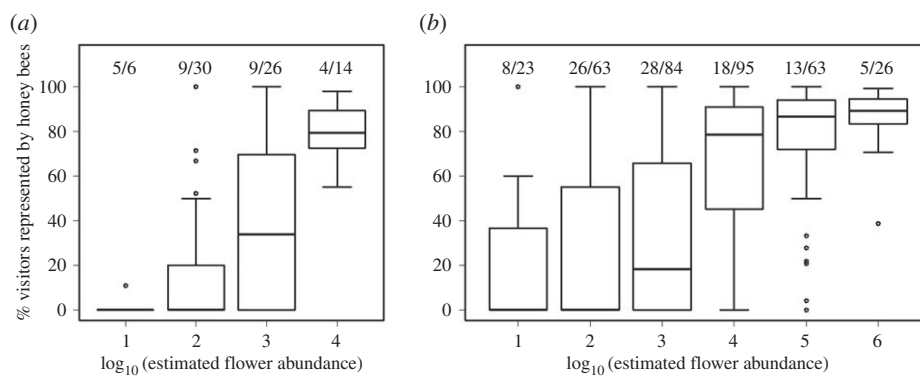 (a)
5/6 9/30 9/26 4/14
% visitors represented by honey bees
100
80
60
40
20
0
1 2 3 4
log10 (estimated flower abundance)
(b)
8/23 26/63 28/84 18/95 13/63 5/26
100
80
60
40
20
0
1 2 3 4 5 6
log10 (estimated flower abundance)